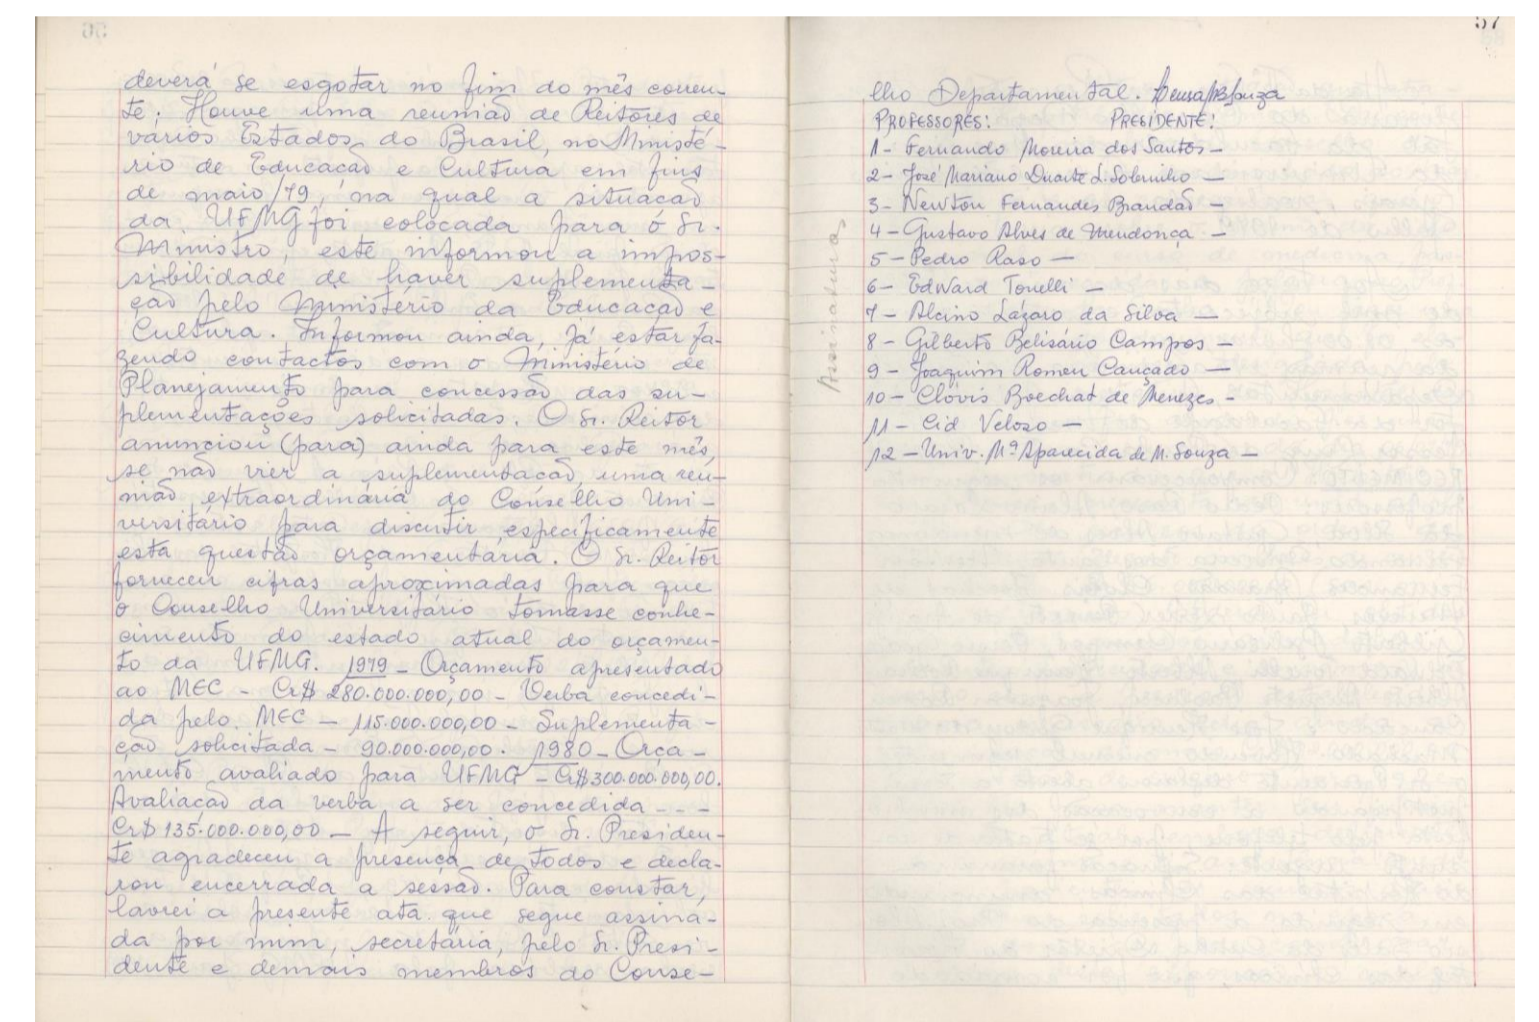 deverá se esgotar no fim do mês corren-
te. Houve uma reunião de Reitores de
vários Estados do Brasil, no Ministé-
rio de Educação e Cultura em fins
de maio/79, na qual a situação
da UFMG foi colocada para o Sr.
Ministro, este informou a impos-
sibilidade de haver suplementa-
ção pelo Ministério da Educação e
Cultura. Informou ainda, já estar fa-
zendo contactos com o Ministério de
Planejamento para concessão das su-
plementações solicitadas. O Sr. Reitor
anunciou (para) ainda para este mês,
se não vier a suplementação, uma reu-
nião extraordinária do Conselho Uni-
versitário para discutir especificamente
esta questão orçamentária. O Sr. Reitor
forneceu cifras aproximadas para que
o Conselho Universitário tomasse conhe-
cimento do estado atual do orçamen-
to da UFMG. 1979 - Orçamento apresentado
ao MEC - Cr$ 280.000.000,00 - Verba concedi-
da pelo MEC - 115.000.000,00 - Suplementa-
ção solicitada - 90.000.000,00. 1980 - Orça-
mento avaliado para UFMG - Cr$300.000.000,00.
Avaliação da verba a ser concedida - - -
Cr$ 135.000.000,00 - A seguir, o Sr. Presiden-
te agradeceu a presença de todos e decla-
rou encerrada a sessão. Para constar,
lavrei a presente ata que segue assina-
da por mim, secretária, pelo Sr. Presi-
dente e demais membros do Conse-
57
lho Departamental.
PROFESSORES: PRESIDENTE:
1- Fernando Moreira dos Santos -
2- José Mariano Duarte L. Sobrinho -
3- Newton Fernandes Brandão -
4- Gustavo Alves de Mendonça -
5- Pedro Raso -
6- Edward Tonelli -
7- Alcino Lázaro da Silva -
8- Gilberto Belisário Campos -
9- Joaquim Romeu Cançado -
10- Clóvis Boechat de Menezes -
11- Cid Veloso -
12- Univ. Mª Aparecida de M. Souza -
Assinaturas